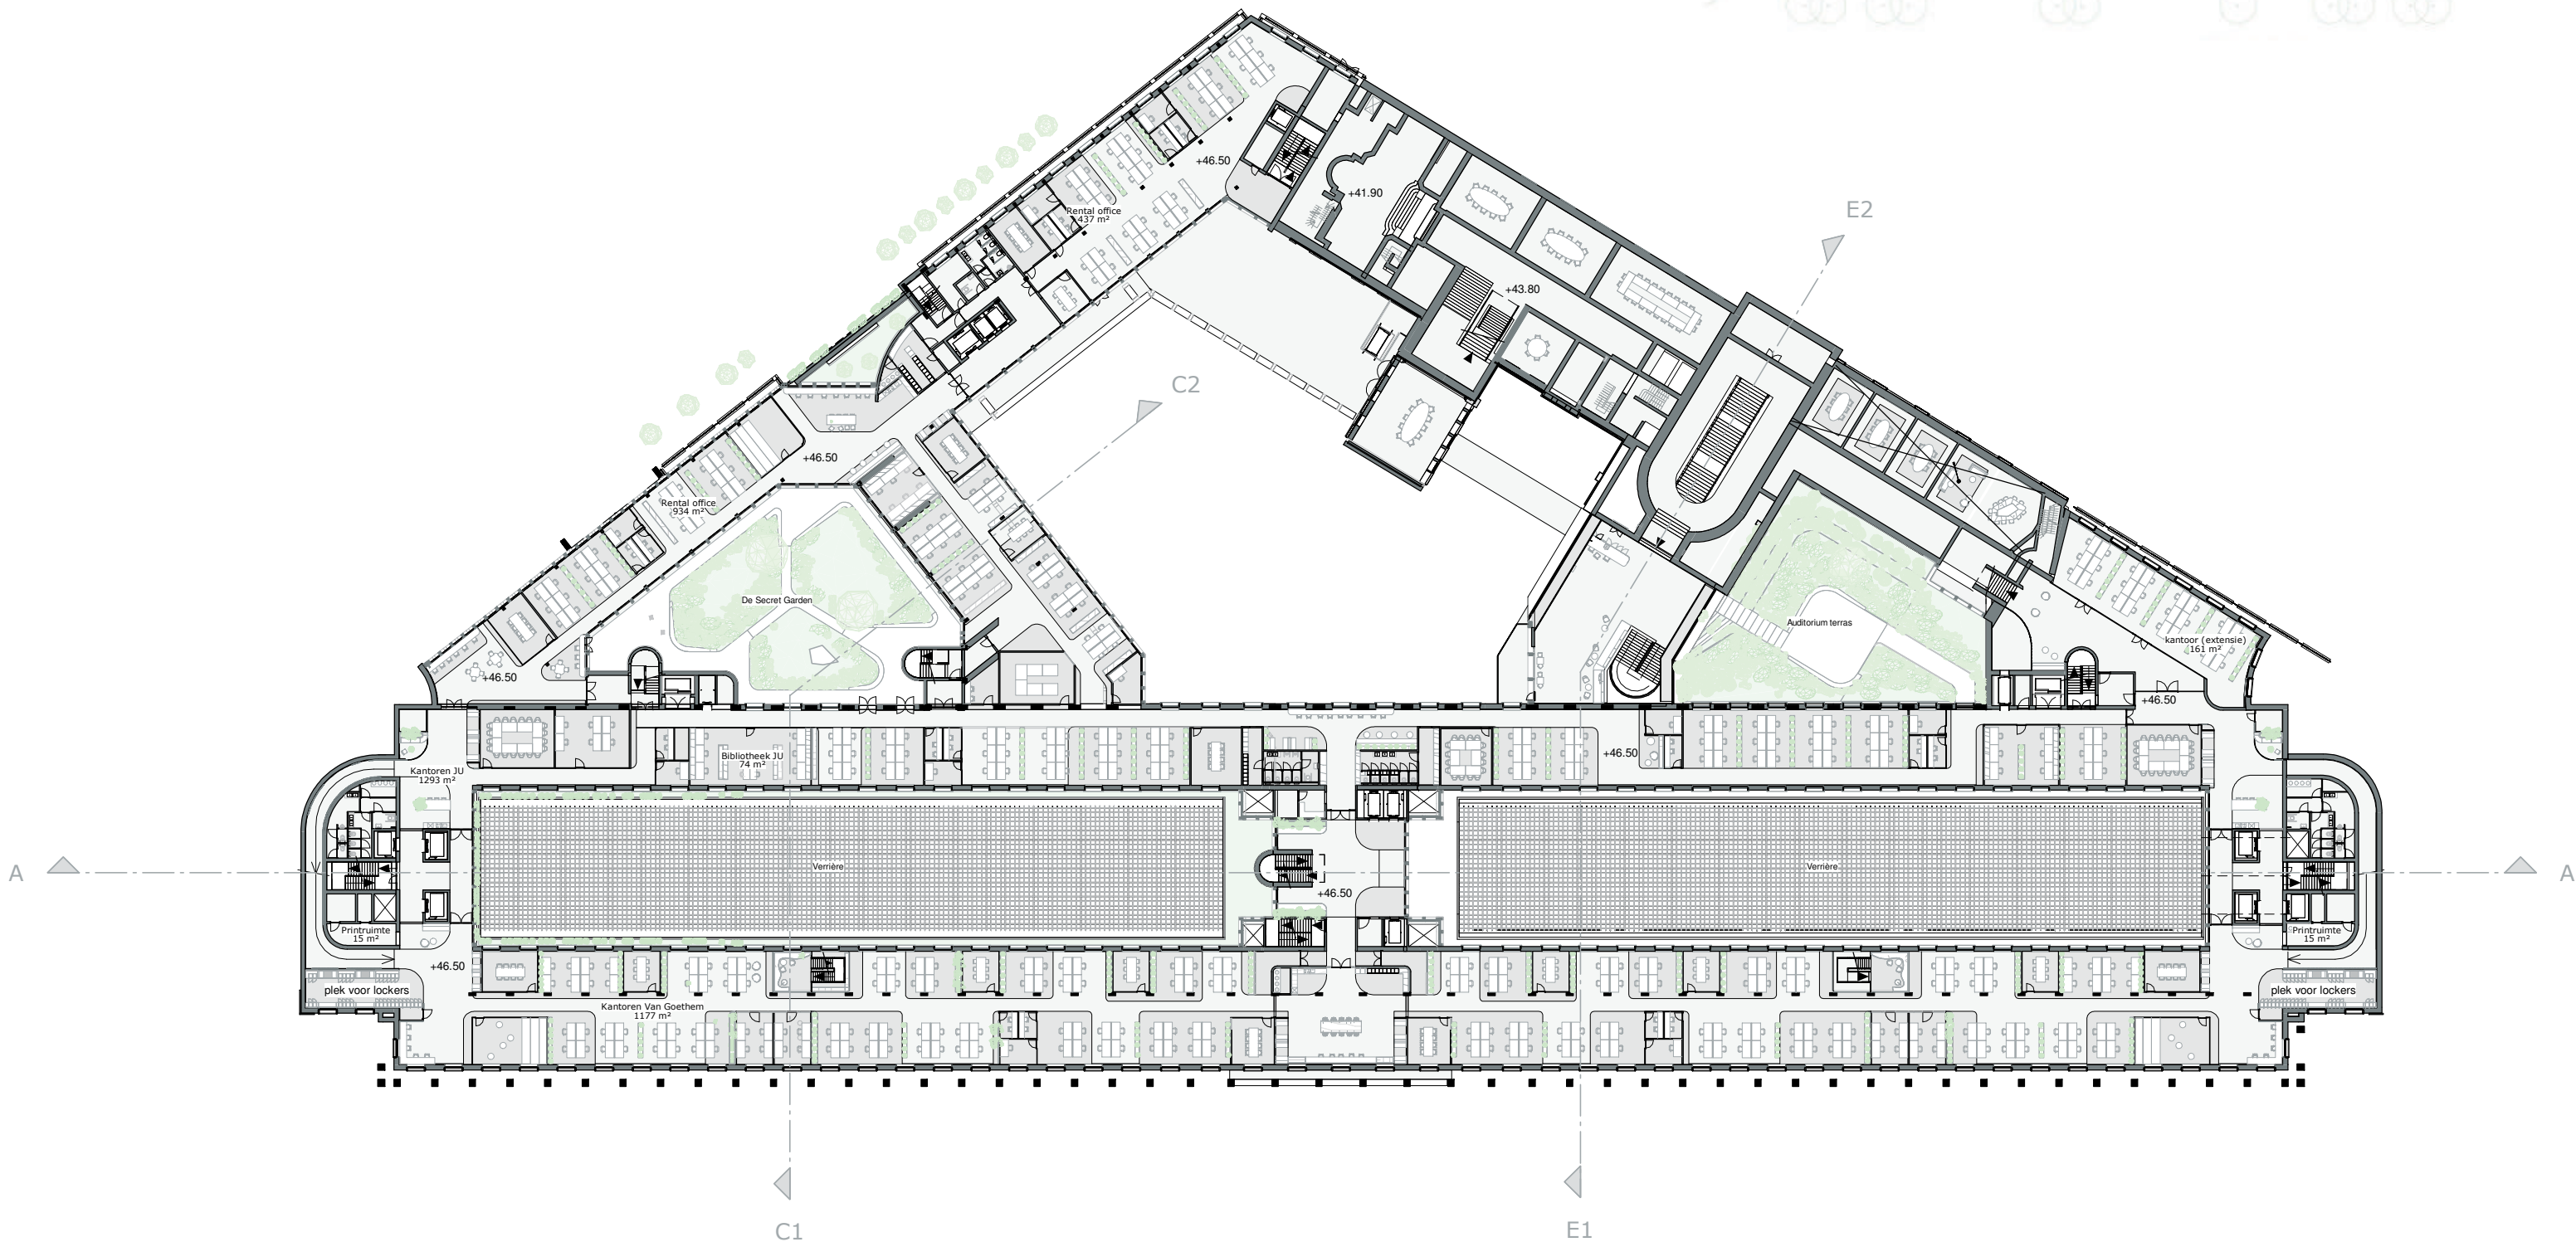 E2
+46.50
+41.90
Rental office
437 m²
+43.80
C2
+46.50
Rental office
934 m²
De Secret Garden
Auditorium terras
kantoor (extensie)
161 m²
+46.50
+46.50
+46.50
Bibliotheek JU
74 m²
Kantoren JU
1293 m²
A
Verrière
Verrière
A
+46.50
Printruimte
15 m²
Printruimte
15 m²
+46.50
plek voor lockers
plek voor lockers
Kantoren Van Goethem
1177 m²
C1
E1